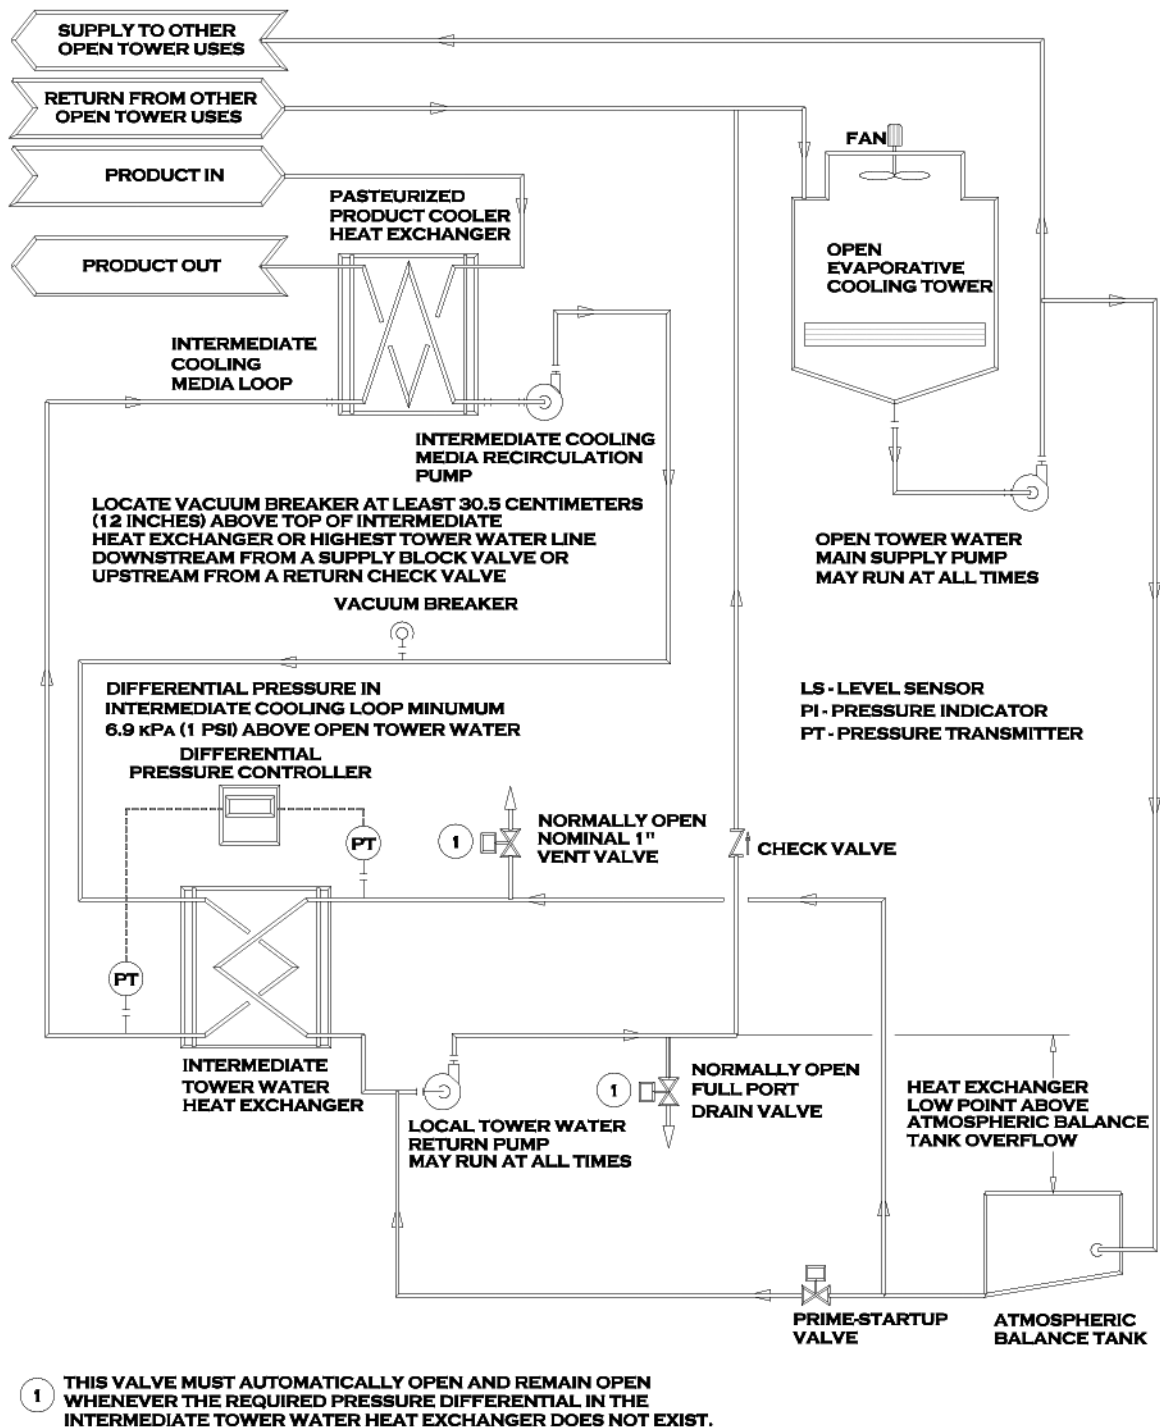 SUPPLY TO OTHER
OPEN TOWER USES
RETURN FROM OTHER
OPEN TOWER USES
PRODUCT IN
PRODUCT OUT
PASTEURIZED
PRODUCT COOLER
HEAT EXCHANGER
FAN
OPEN
EVAPORATIVE
COOLING TOWER
INTERMEDIATE
COOLING
MEDIA LOOP
INTERMEDIATE COOLING
MEDIA RECIRCULATION
PUMP
LOCATE VACUUM BREAKER AT LEAST 30.5 CENTIMETERS
(12 INCHES) ABOVE TOP OF INTERMEDIATE
HEAT EXCHANGER OR HIGHEST TOWER WATER LINE
DOWNSTREAM FROM A SUPPLY BLOCK VALVE OR
UPSTREAM FROM A RETURN CHECK VALVE
OPEN TOWER WATER
MAIN SUPPLY PUMP
MAY RUN AT ALL TIMES
VACUUM BREAKER
DIFFERENTIAL PRESSURE IN
INTERMEDIATE COOLING LOOP MINUMUM
6.9 KPA (1 PSI) ABOVE OPEN TOWER WATER
LS - LEVEL SENSOR
PI - PRESSURE INDICATOR
PT - PRESSURE TRANSMITTER
DIFFERENTIAL
PRESSURE CONTROLLER
PT
1
NORMALLY OPEN
NOMINAL 1"
VENT VALVE
CHECK VALVE
PT
INTERMEDIATE
TOWER WATER
HEAT EXCHANGER
LOCAL TOWER WATER
RETURN PUMP
MAY RUN AT ALL TIMES
1
NORMALLY OPEN
FULL PORT
DRAIN VALVE
HEAT EXCHANGER
LOW POINT ABOVE
ATMOSPHERIC BALANCE
TANK OVERFLOW
PRIME-STARTUP
VALVE
ATMOSPHERIC
BALANCE TANK
1 THIS VALVE MUST AUTOMATICALLY OPEN AND REMAIN OPEN
WHENEVER THE REQUIRED PRESSURE DIFFERENTIAL IN THE
INTERMEDIATE TOWER WATER HEAT EXCHANGER DOES NOT EXIST.